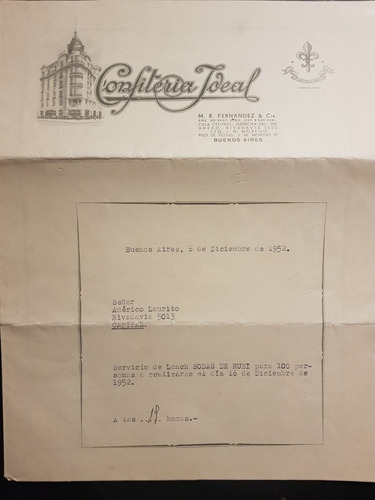 Confiteria Ideal
M. R. FERNANDEZ & Cía.
BUENOS AIRES
Buenos Aires, 6 de Diciembre de 1952.
Señor
Américo Laurito
Rivadavia 5013
CAPITAL.
Servicio de Lunch BODAS DE RUBI para 100 per-
sonas a realizarse el día 16 de Diciembre de
1952.
A las ..19. horas.-